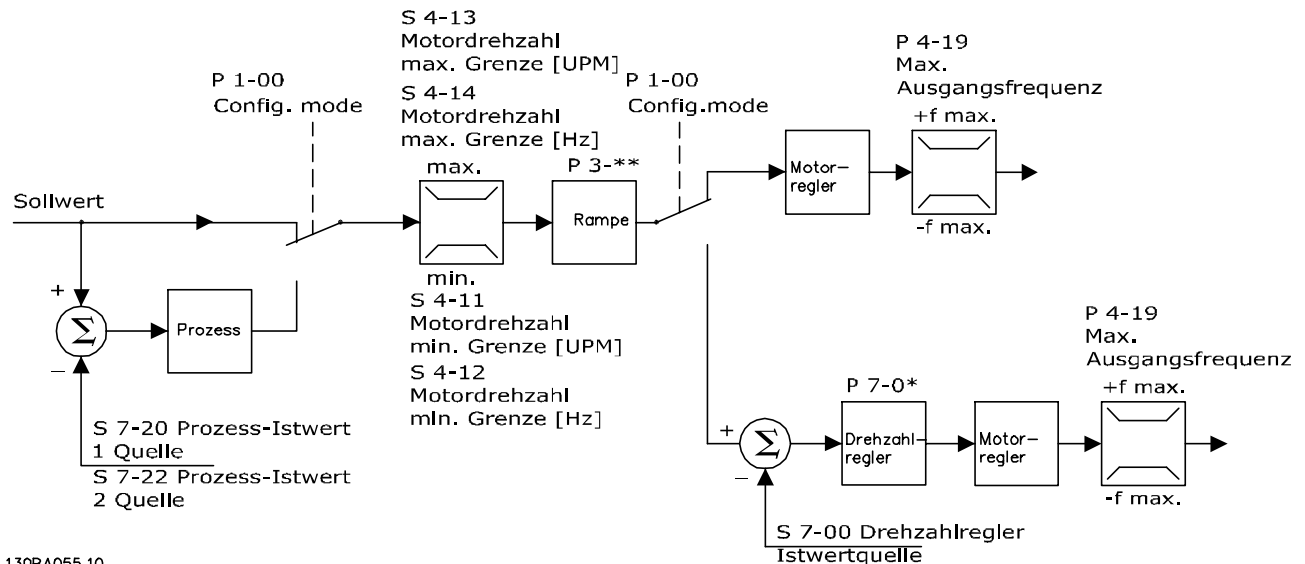 S 4-13
Motordrehzahl
max. Grenze [UPM]
S 4-14
Motordrehzahl
max. Grenze [Hz]
P 1-00
Config. mode
P 1-00
Config.mode
P 4-19
Max.
Ausgangsfrequenz
+f max.
-f max.
max.
min.
P 3-**
Rampe
Motor-
regler
Sollwert
+
Σ
−
Prozess
S 4-11
Motordrehzahl
min. Grenze [UPM]
S 4-12
Motordrehzahl
min. Grenze [Hz]
S 7-20 Prozess-Istwert
1 Quelle
S 7-22 Prozess-Istwert
2 Quelle
P 7-0*
+
Σ
−
Drehzahl-
regler
Motor-
regler
P 4-19
Max.
Ausgangsfrequenz
+f max.
-f max.
S 7-00 Drehzahlregler
Istwertquelle